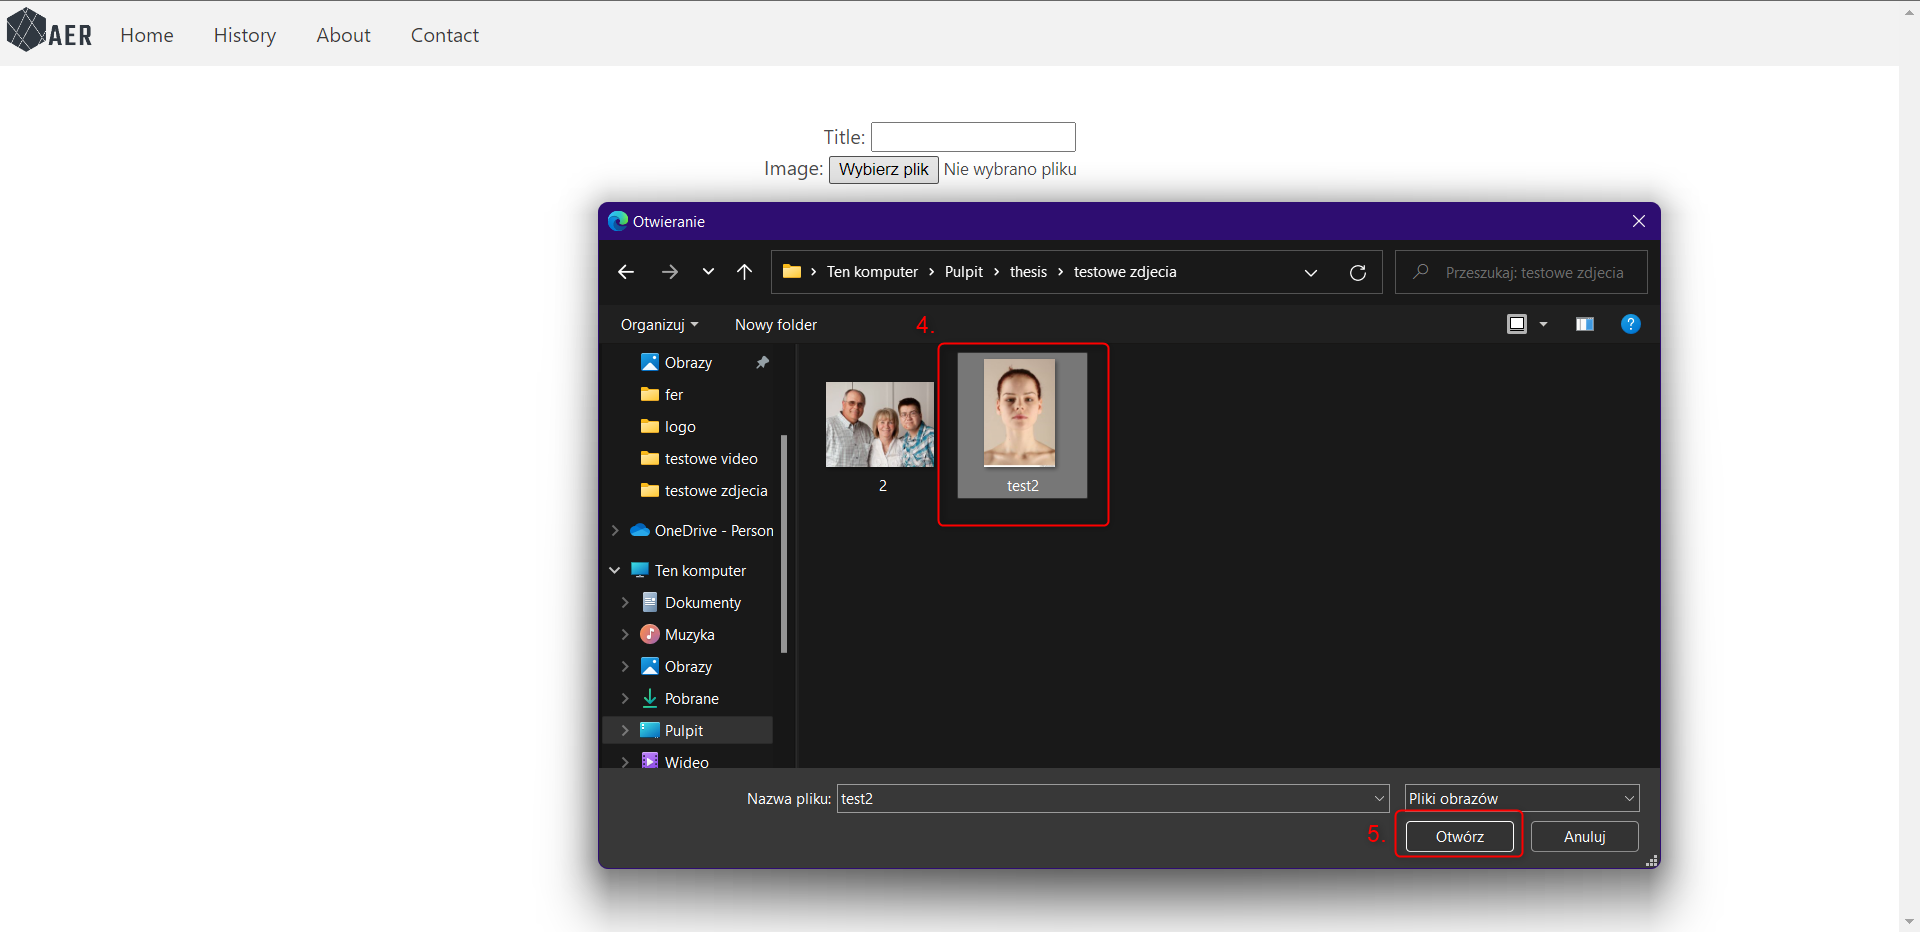 AER Home History About Contact
Title:
Image: Wybierz plik Nie wybrano pliku
Otwieranie
Ten komputer Pulpit thesis testowe zdjecia
Przeszukaj: testowe zdjecia
Organizuj Nowy folder
4.
Obrazy
fer
logo
testowe video
testowe zdjecia
OneDrive - Person
Ten komputer
Dokumenty
Muzyka
Obrazy
Pobrane
Pulpit
Wideo
2
test2
Nazwa pliku: test2 Pliki obrazów
5.
Otwórz Anuluj